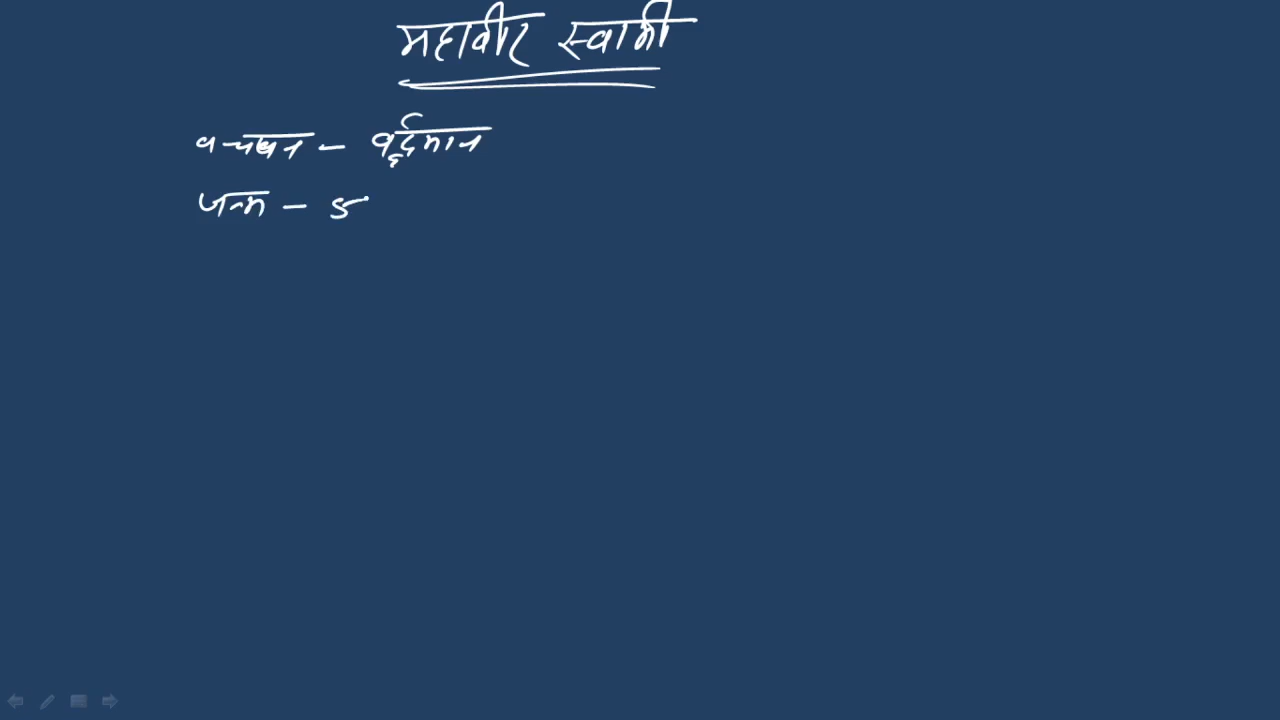 महावीर स्वामी
बचपन - वर्द्धमान
जन्म - 5